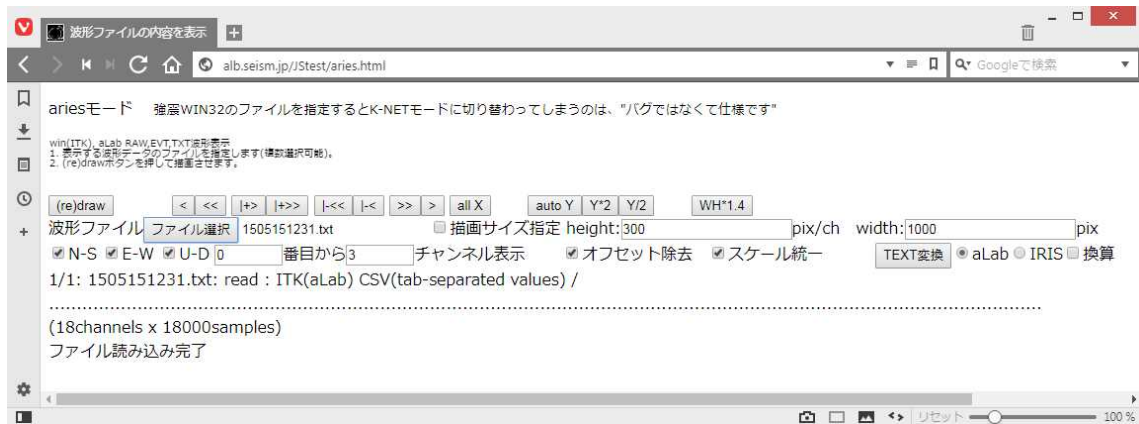 波形ファイルの内容を表示
alb.seism.jp/JStest/aries.html
Googleで検索
ariesモード 強震WIN32のファイルを指定するとK-NETモードに切り替わってしまうのは、"バグではなくて仕様です"
win(ITK), aLab RAW,EVT,TXT波形表示
1. 表示する波形データのファイルを指定します(複数選択可能)。
2. (re)drawボタンを押して描画させます。
(re)draw < << |+> |+>> |-<< |-< >> > all X auto Y Y*2 Y/2 WH*1.4
波形ファイル ファイル選択 1505151231.txt 描画サイズ指定 height:300 pix/ch width:1000 pix
N-S E-W U-D 0 番目から3 チャンネル表示 オフセット除去 スケール統一 TEXT変換 aLab IRIS 換算
1/1: 1505151231.txt: read : ITK(aLab) CSV(tab-separated values) /
(18channels x 18000samples)
ファイル読み込み完了
リセット 100 %